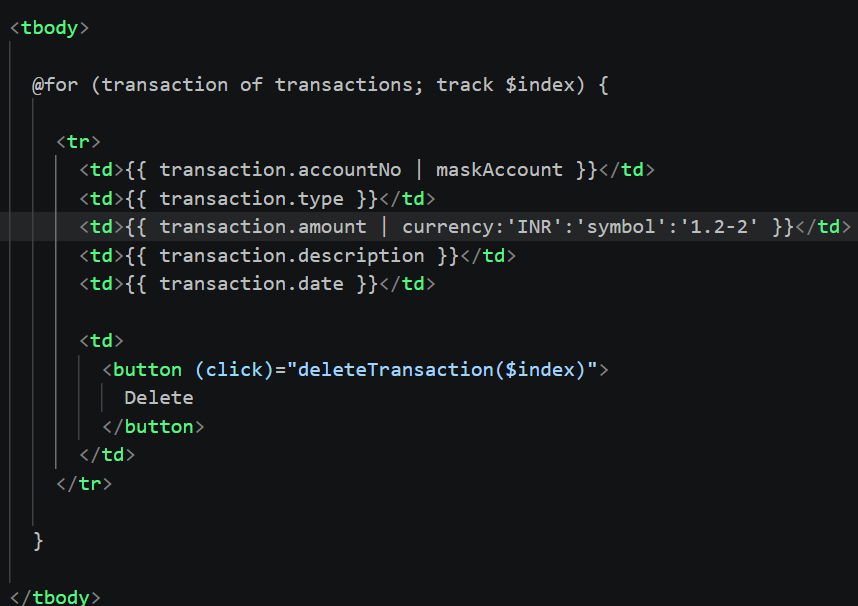 <tbody>
@for (transaction of transactions; track $index) {
<tr>
<td>{{ transaction.accountNo | maskAccount }}</td>
<td>{{ transaction.type }}</td>
<td>{{ transaction.amount | currency:'INR':'symbol':'1.2-2' }}</td>
<td>{{ transaction.description }}</td>
<td>{{ transaction.date }}</td>
<td>
<button (click)="deleteTransaction($index)">
Delete
</button>
</td>
</tr>
}
</tbody>